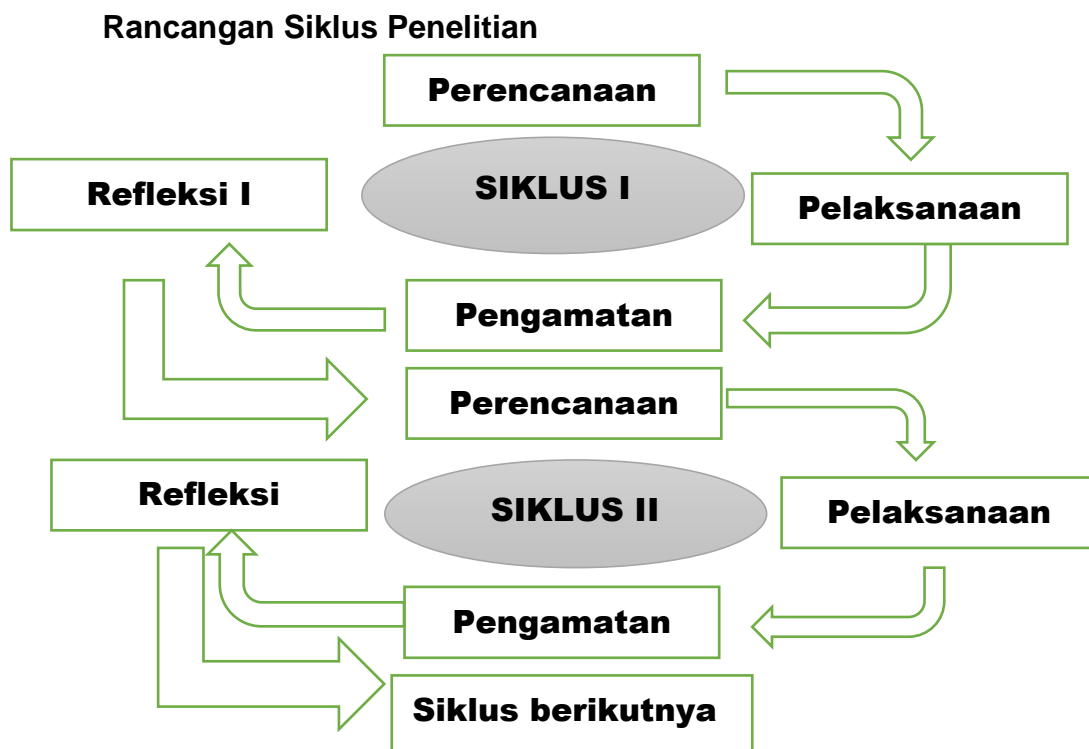 Rancangan Siklus Penelitian
Perencanaan
Refleksi I
SIKLUS I
Pelaksanaan
Pengamatan
Perencanaan
Refleksi
SIKLUS II
Pelaksanaan
Pengamatan
Siklus berikutnya